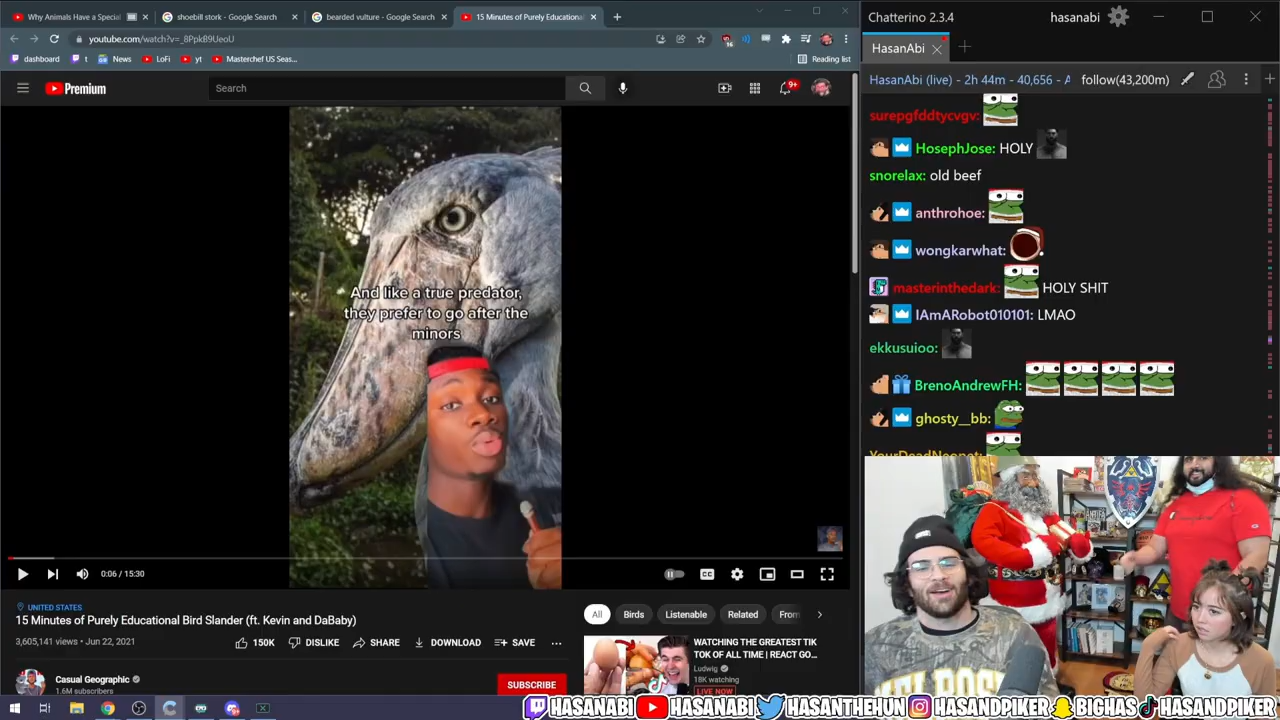 Why Animals Have a Special
shoebill stork - Google Search
bearded vulture - Google Search
15 Minutes of Purely Educational
youtube.com/watch?v=_8PpkB9UeoU
dashboard
t
News
LoFi
yt
Masterchef US Seas...
Reading list
Premium
Search
9+
And like a true predator,
they prefer to go after the
minors
0:06 / 15:30
UNITED STATES
15 Minutes of Purely Educational Bird Slander (ft. Kevin and DaBaby)
3,605,141 views • Jun 22, 2021
150K
DISLIKE
SHARE
DOWNLOAD
SAVE
Casual Geographic
1.6M subscribers
SUBSCRIBE
All
Birds
Listenable
Related
From
WATCHING THE GREATEST TIK
TOK OF ALL TIME | REACT GO...
Ludwig
18K watching
LIVE NOW
Chatterino 2.3.4
hasanabi
HasanAbi
HasanAbi (live) - 2h 44m - 40,656 - A
follow(43,200m)
surepgfddtycvgv:
HosephJose: HOLY
snorelax: old beef
anthrohoe:
wongkarwhat:
masterinthedark: HOLY SHIT
IAmARobot010101: LMAO
ekkusuioo:
BrenoAndrewFH:
ghosty__bb:
HASANABI
HASANABI
HASANTHEHUN
HASANDPIKER
BIGHAS
HASANDPIKER